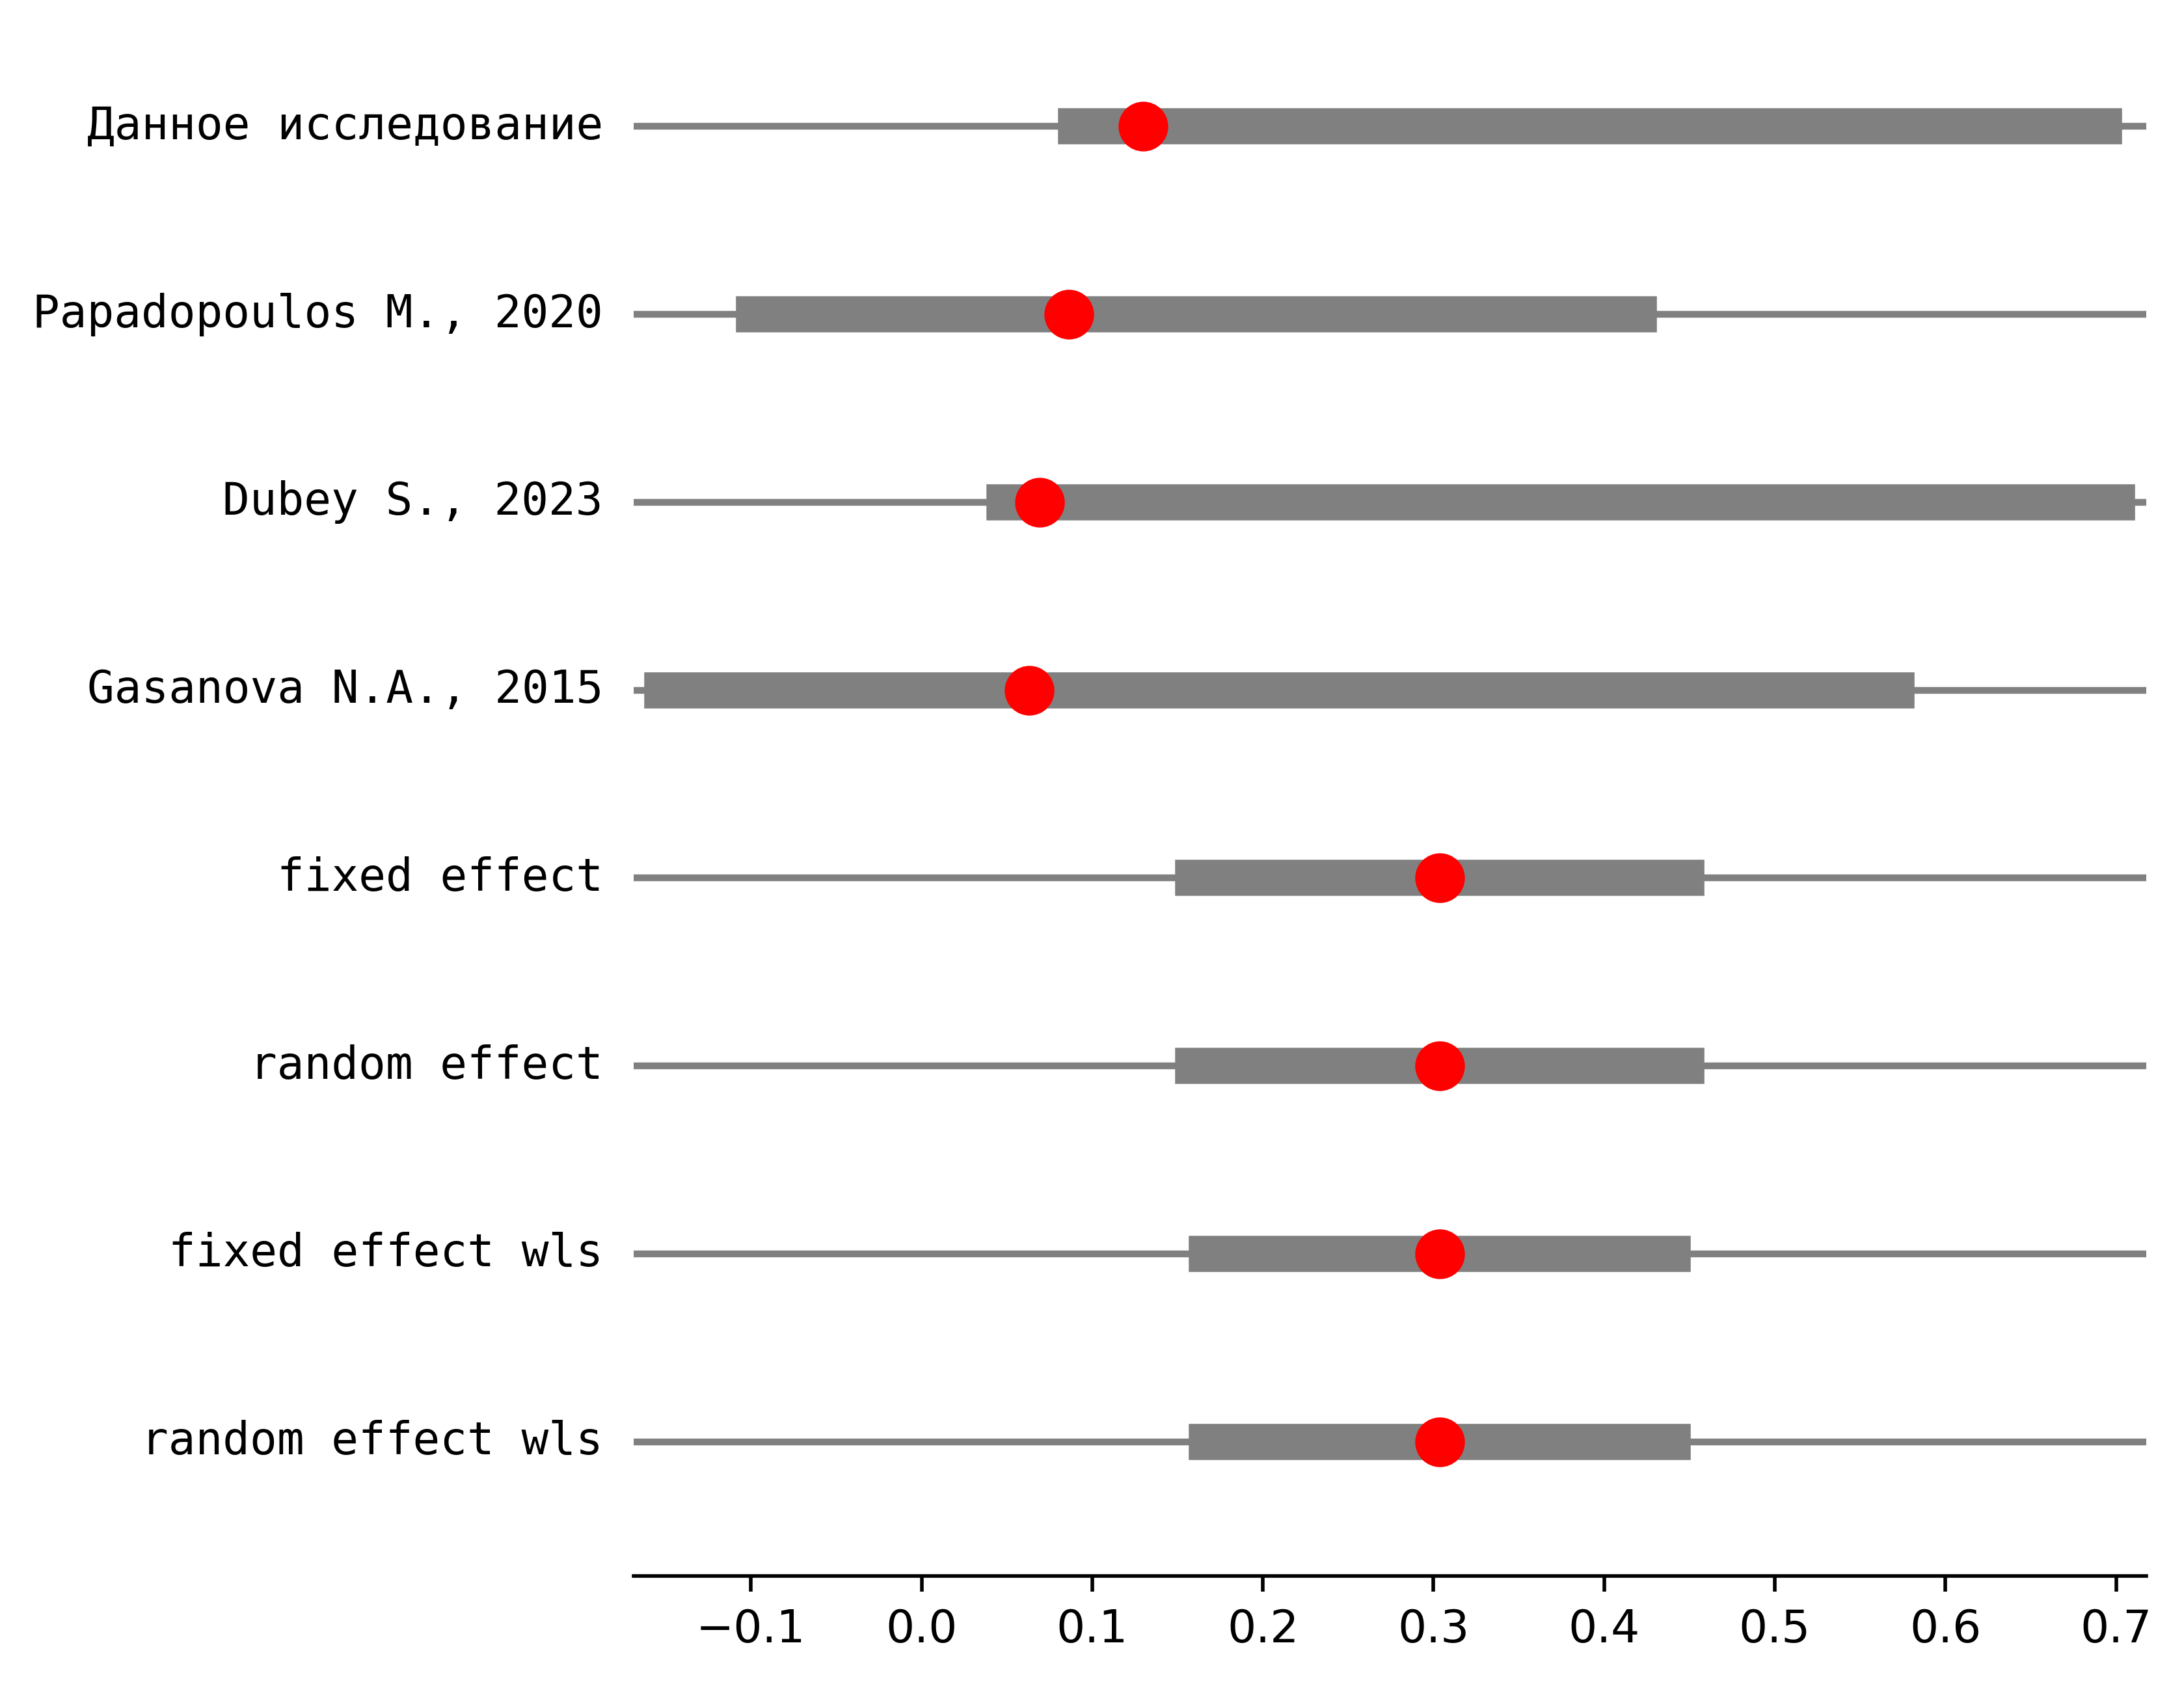 Данное исследование
Papadopoulos M., 2020
Dubey S., 2023
Gasanova N.A., 2015
fixed effect
random effect
fixed effect wls
random effect wls
−0.1 0.0 0.1 0.2 0.3 0.4 0.5 0.6 0.7